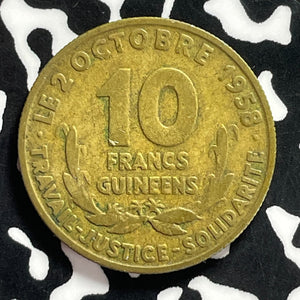 LE 2 OCTOBRE 1958
10
FRANCS
GUINEENS
TRAVAIL-JUSTICE-SOLIDARITE